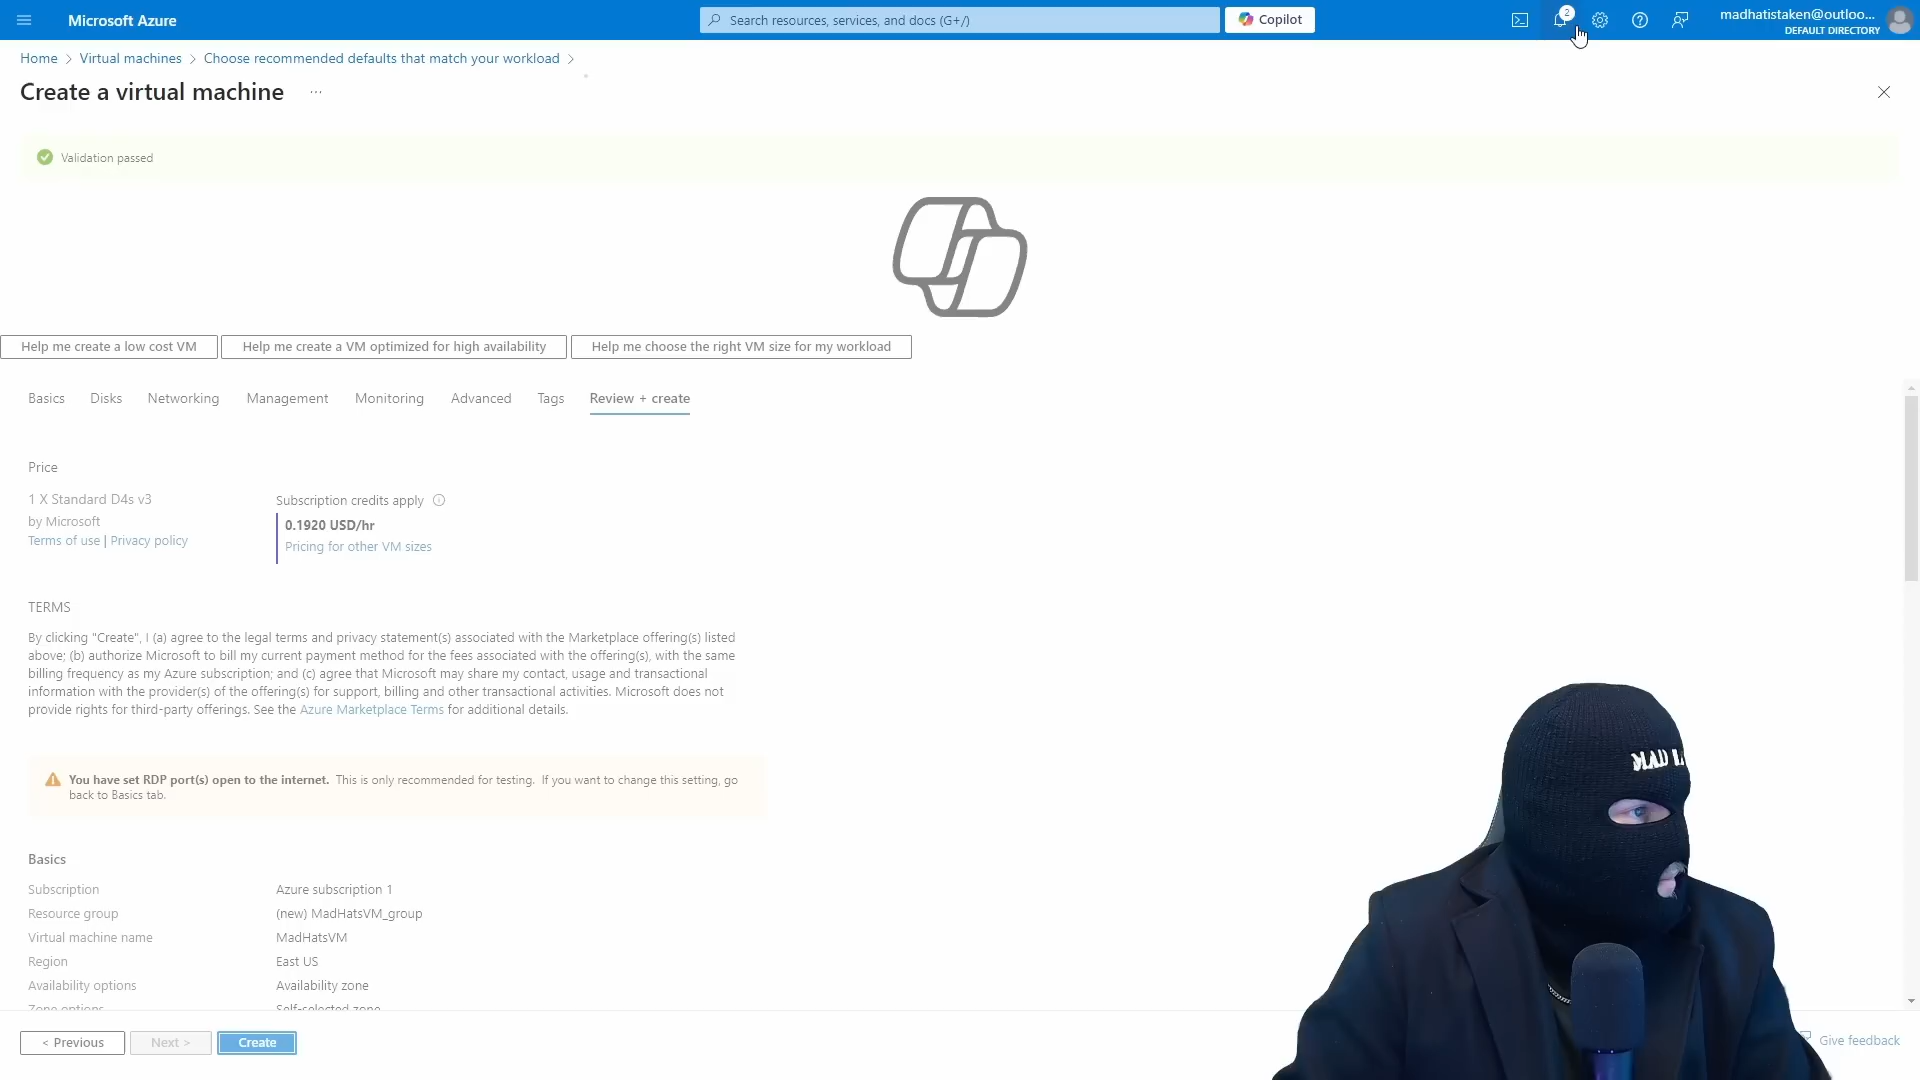 Microsoft Azure
Search resources, services, and docs (G+/)
Copilot
2
madhatistaken@outloo...
DEFAULT DIRECTORY
Home > Virtual machines > Choose recommended defaults that match your workload >
Create a virtual machine ...
Validation passed
Help me create a low cost VM
Help me create a VM optimized for high availability
Help me choose the right VM size for my workload
Basics Disks Networking Management Monitoring Advanced Tags Review + create
Price
1 X Standard D4s v3
by Microsoft
Terms of use | Privacy policy
Subscription credits apply
0.1920 USD/hr
Pricing for other VM sizes
TERMS
By clicking "Create", I (a) agree to the legal terms and privacy statement(s) associated with the Marketplace offering(s) listed
above; (b) authorize Microsoft to bill my current payment method for the fees associated with the offering(s), with the same
billing frequency as my Azure subscription; and (c) agree that Microsoft may share my contact, usage and transactional
information with the provider(s) of the offering(s) for support, billing and other transactional activities. Microsoft does not
provide rights for third-party offerings. See the Azure Marketplace Terms for additional details.
You have set RDP port(s) open to the internet. This is only recommended for testing. If you want to change this setting, go
back to Basics tab.
Basics
Subscription Azure subscription 1
Resource group (new) MadHatsVM_group
Virtual machine name MadHatsVM
Region East US
Availability options Availability zone
Zone options Self-selected zone
MAD
< Previous
Next >
Create
Give feedback